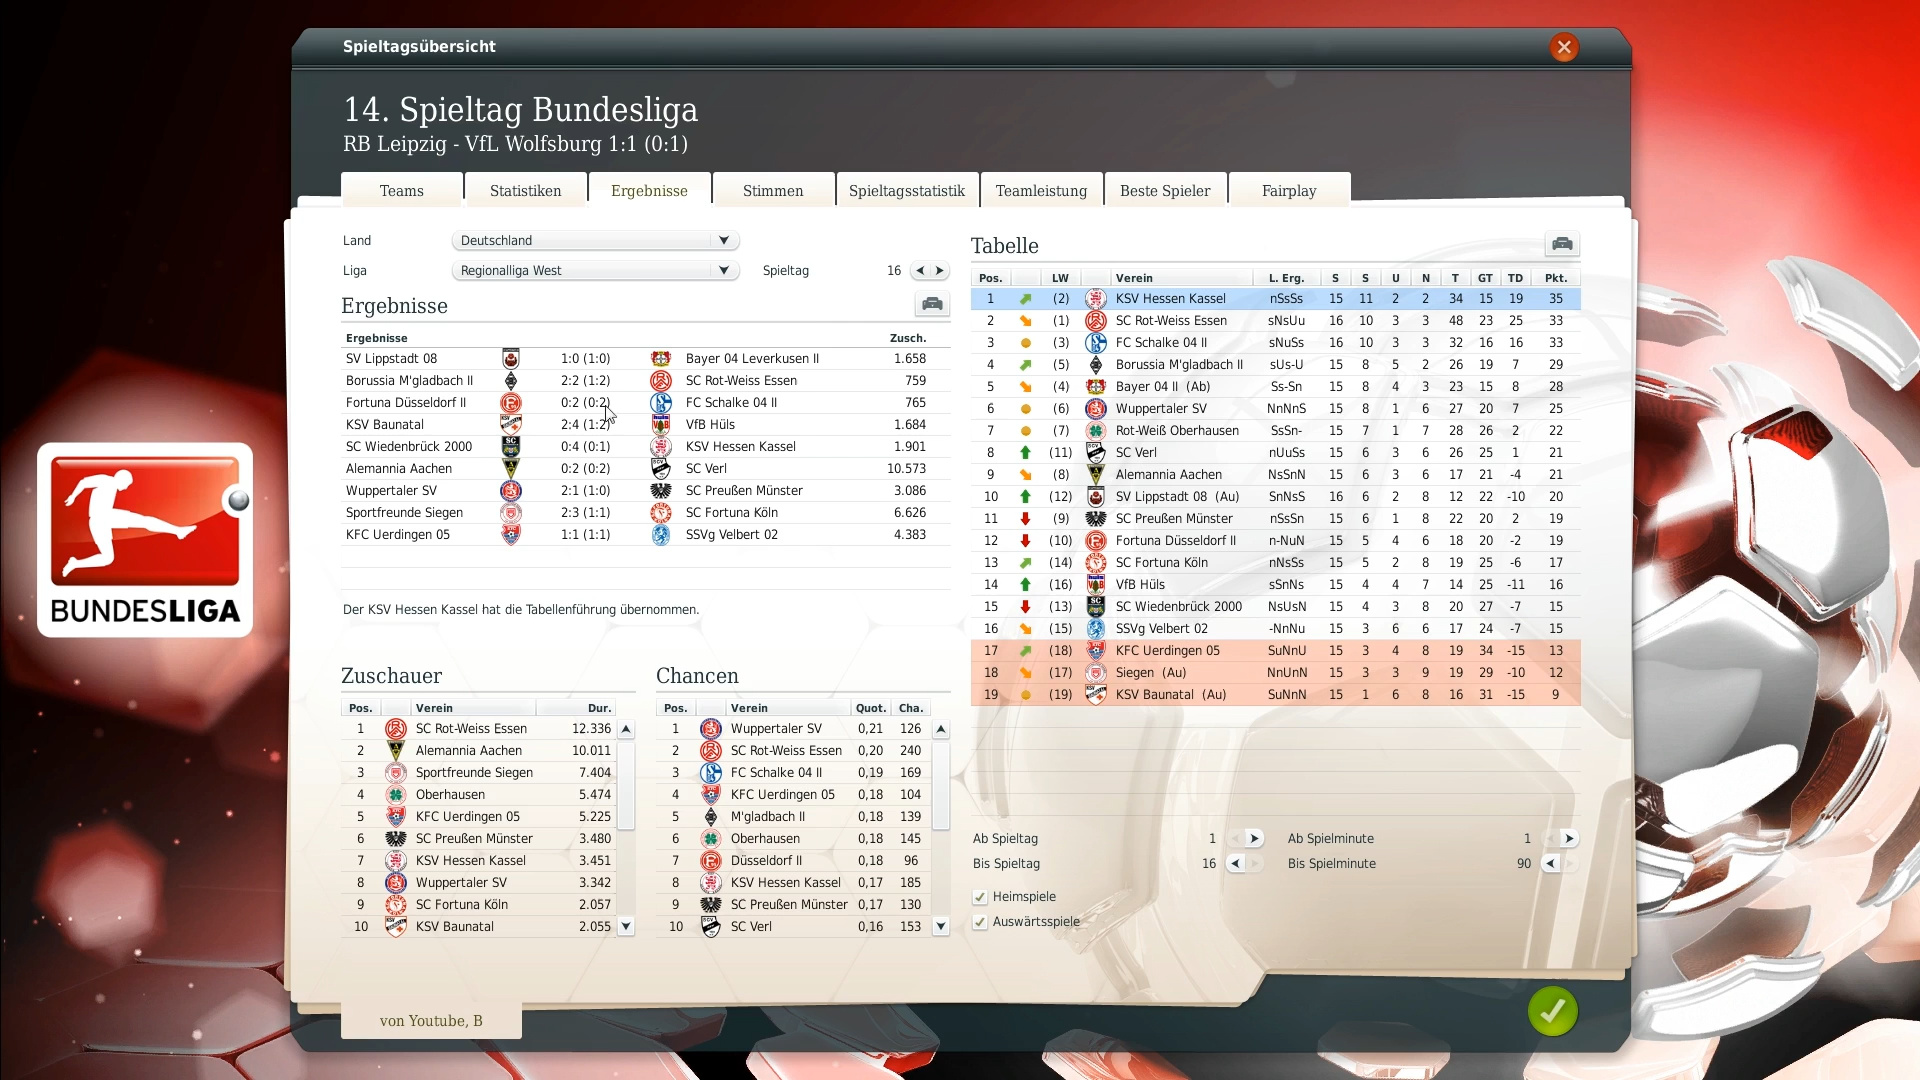 Spieltagsübersicht
14. Spieltag Bundesliga
RB Leipzig - VfL Wolfsburg 1:1 (0:1)
Teams Statistiken Ergebnisse Stimmen Spieltagsstatistik Teamleistung Beste Spieler Fairplay
Land Deutschland
Liga Regionalliga West Spieltag 16
Ergebnisse
Ergebnisse Zusch.
SV Lippstadt 08 1:0 (1:0) Bayer 04 Leverkusen II 1.658
Borussia M'gladbach II 2:2 (1:2) SC Rot-Weiss Essen 759
Fortuna Düsseldorf II 0:2 (0:2) FC Schalke 04 II 765
KSV Baunatal 2:4 (1:2) VfB Hüls 1.684
SC Wiedenbrück 2000 0:4 (0:1) KSV Hessen Kassel 1.901
Alemannia Aachen 0:2 (0:2) SC Verl 10.573
Wuppertaler SV 2:1 (1:0) SC Preußen Münster 3.086
Sportfreunde Siegen 2:3 (1:1) SC Fortuna Köln 6.626
KFC Uerdingen 05 1:1 (1:1) SSVg Velbert 02 4.383
Der KSV Hessen Kassel hat die Tabellenführung übernommen.
Zuschauer
Pos. Verein Dur.
1 SC Rot-Weiss Essen 12.336
2 Alemannia Aachen 10.011
3 Sportfreunde Siegen 7.404
4 Oberhausen 5.474
5 KFC Uerdingen 05 5.225
6 SC Preußen Münster 3.480
7 KSV Hessen Kassel 3.451
8 Wuppertaler SV 3.342
9 SC Fortuna Köln 2.057
10 KSV Baunatal 2.055
Chancen
Pos. Verein Quot. Cha.
1 Wuppertaler SV 0,21 126
2 SC Rot-Weiss Essen 0,20 240
3 FC Schalke 04 II 0,19 169
4 KFC Uerdingen 05 0,18 104
5 M'gladbach II 0,18 139
6 Oberhausen 0,18 145
7 Düsseldorf II 0,18 96
8 KSV Hessen Kassel 0,17 185
9 SC Preußen Münster 0,17 130
10 SC Verl 0,16 153
Tabelle
Pos. LW Verein L. Erg. S S U N T GT TD Pkt.
1 (2) KSV Hessen Kassel nSsSs 15 11 2 2 34 15 19 35
2 (1) SC Rot-Weiss Essen sNsUu 16 10 3 3 48 23 25 33
3 (3) FC Schalke 04 II sNuSs 16 10 3 3 32 16 16 33
4 (5) Borussia M'gladbach II sUs-U 15 8 5 2 26 19 7 29
5 (4) Bayer 04 II (Ab) Ss-Sn 15 8 4 3 23 15 8 28
6 (6) Wuppertaler SV NnNnS 15 8 1 6 27 20 7 25
7 (7) Rot-Weiß Oberhausen SsSn- 15 7 1 7 28 26 2 22
8 (11) SC Verl nUuSs 15 6 3 6 26 25 1 21
9 (8) Alemannia Aachen NsSnN 15 6 3 6 17 21 -4 21
10 (12) SV Lippstadt 08 (Au) SnNsS 16 6 2 8 12 22 -10 20
11 (9) SC Preußen Münster nSsSn 15 6 1 8 22 20 2 19
12 (10) Fortuna Düsseldorf II n-NuN 15 5 4 6 18 20 -2 19
13 (14) SC Fortuna Köln nNsSs 15 5 2 8 19 25 -6 17
14 (16) VfB Hüls sSnNs 15 4 4 7 14 25 -11 16
15 (13) SC Wiedenbrück 2000 NsUsN 15 4 3 8 20 27 -7 15
16 (15) SSVg Velbert 02 -NnNu 15 3 6 6 17 24 -7 15
17 (18) KFC Uerdingen 05 SuNnU 15 3 4 8 19 34 -15 13
18 (17) Siegen (Au) NnUnN 15 3 3 9 19 29 -10 12
19 (19) KSV Baunatal (Au) SuNnN 15 1 6 8 16 31 -15 9
Ab Spieltag 1 Ab Spielminute 1
Bis Spieltag 16 Bis Spielminute 90
Heimspiele
Auswärtsspiele
von Youtube, B
BUNDESLIGA